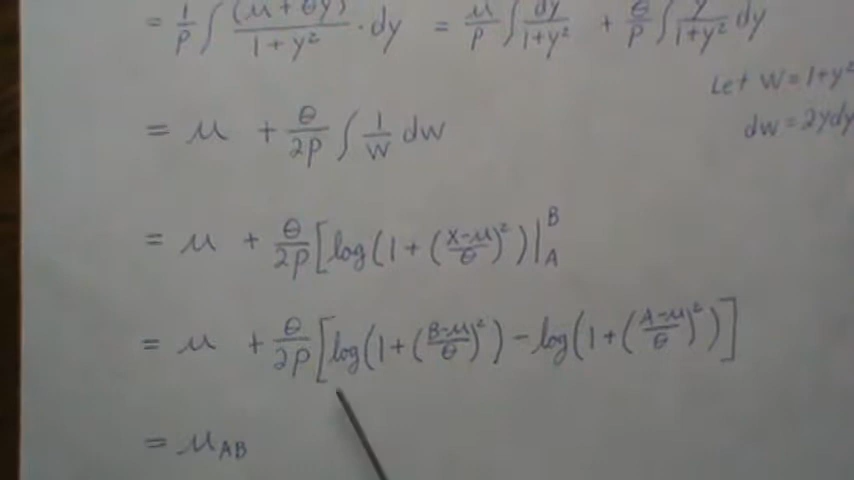 = 1/P ∫ (μ + θy)/(1 + y²) · dy = μ/P ∫ dy/(1+y²) + θ/P ∫ y/(1+y²) dy
Let W = 1+y²
dw = 2ydy
= μ + θ/2P ∫ 1/W dw
= μ + θ/2P [log(1 + ((X-μ)/θ)²)|_A^B
= μ + θ/2P [log(1 + ((B-μ)/θ)²) - log(1 + ((A-μ)/θ)²)]
= μ_AB